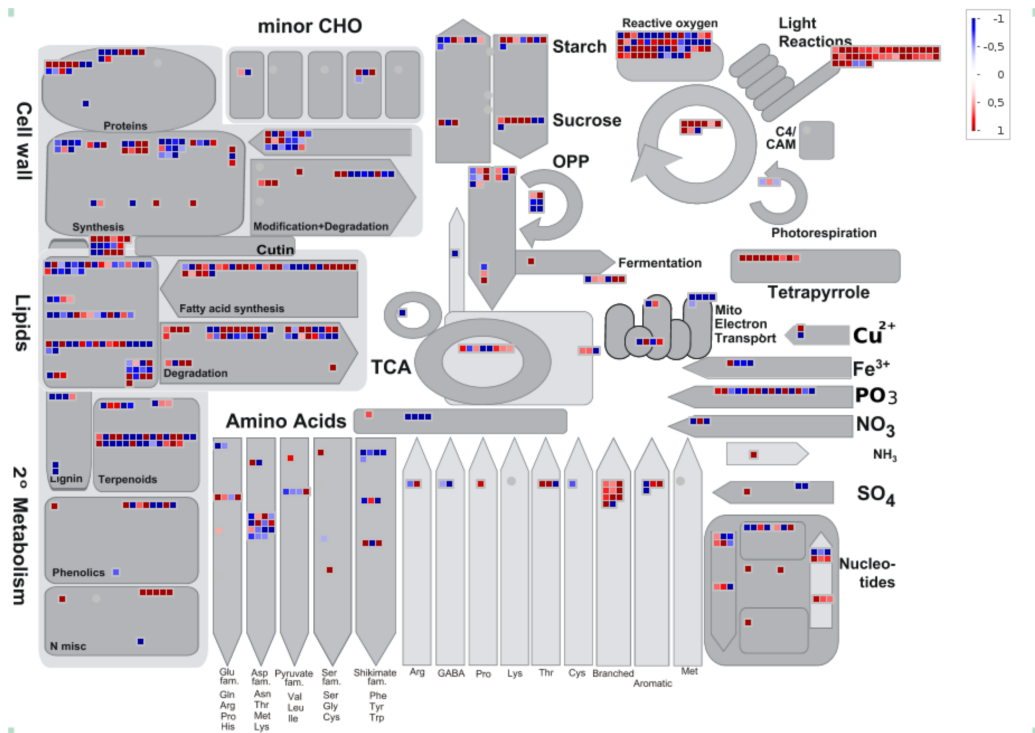 minor CHO
Reactive oxygen
Light
Reactions
-1
-0,5
0
0,5
1
Starch
Sucrose
OPP
C4/
CAM
Cell wall
Proteins
Synthesis
Modification+Degradation
Photorespiration
Cutin
Fermentation
Tetrapyrrole
Lipids
Fatty acid synthesis
Degradation
Mito
Electron
Transport
TCA
Cu2+
Fe3+
PO3
NO3
NH3
SO4
Amino Acids
2° Metabolism
Lignin
Terpenoids
Phenolics
N misc
Nucleo-
tides
Glu
fam.
Gln
Arg
Pro
His
Asp
fam.
Asn
Thr
Met
Lys
Pyruvate
fam.
Val
Leu
Ile
Ser
fam.
Ser
Gly
Cys
Shikimate
fam.
Phe
Tyr
Trp
Arg
GABA
Pro
Lys
Thr
Cys
Branched
Aromatic
Met